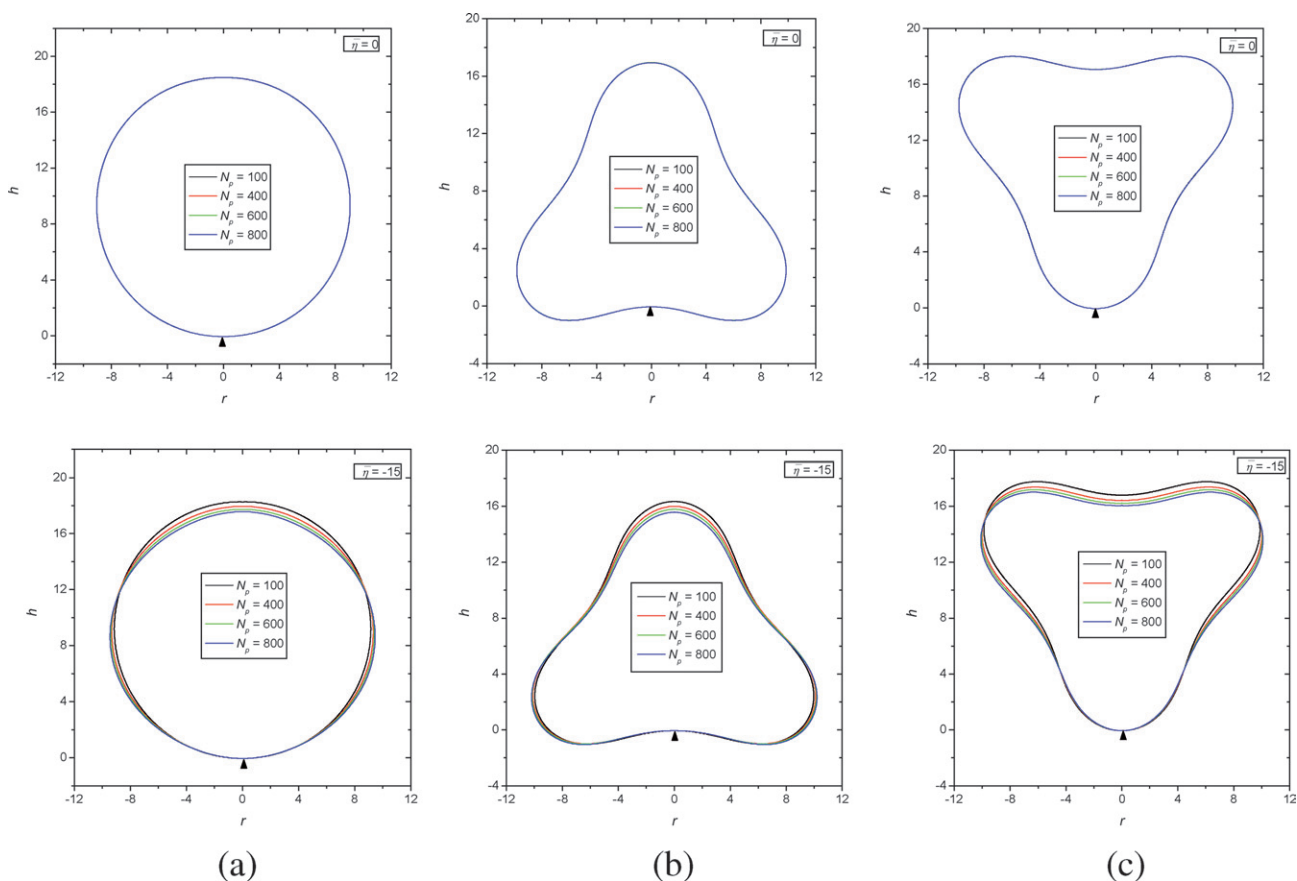 η̄ = 0
22
20
16
12
8
4
0
h
N_p = 100
N_p = 400
N_p = 600
N_p = 800
-12 -8 -4 0 4 8 12
r
η̄ = 0
20
16
12
8
4
0
-4
h
N_p = 100
N_p = 400
N_p = 600
N_p = 800
-12 -8 -4 0 4 8 12
r
η̄ = 0
20
16
12
8
4
0
-4
h
N_p = 100
N_p = 400
N_p = 600
N_p = 800
-12 -8 -4 0 4 8 12
r
η̄ = -15
22
20
16
12
8
4
0
h
N_p = 100
N_p = 400
N_p = 600
N_p = 800
-12 -8 -4 0 4 8 12
r
η̄ = -15
20
16
12
8
4
0
-4
h
N_p = 100
N_p = 400
N_p = 600
N_p = 800
-12 -8 -4 0 4 8 12
r
η̄ = -15
20
16
12
8
4
0
-4
h
N_p = 100
N_p = 400
N_p = 600
N_p = 800
-12 -8 -4 0 4 8 12
r
(a) (b) (c)